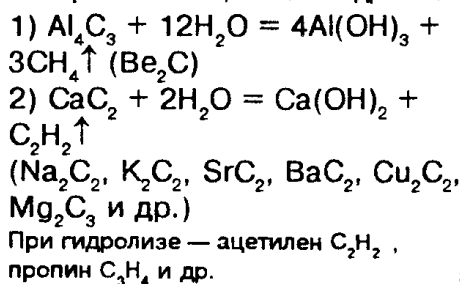 1) Al₄C₃ + 12H₂O = 4Al(OH)₃ +
3CH₄↑ (Be₂C)
2) CaC₂ + 2H₂O = Ca(OH)₂ +
C₂H₂↑
(Na₂C₂, K₂C₂, SrC₂, BaC₂, Cu₂C₂,
Mg₂C₃ и др.)
При гидролизе — ацетилен C₂H₂ ,
пропин C₃H₄ и др.